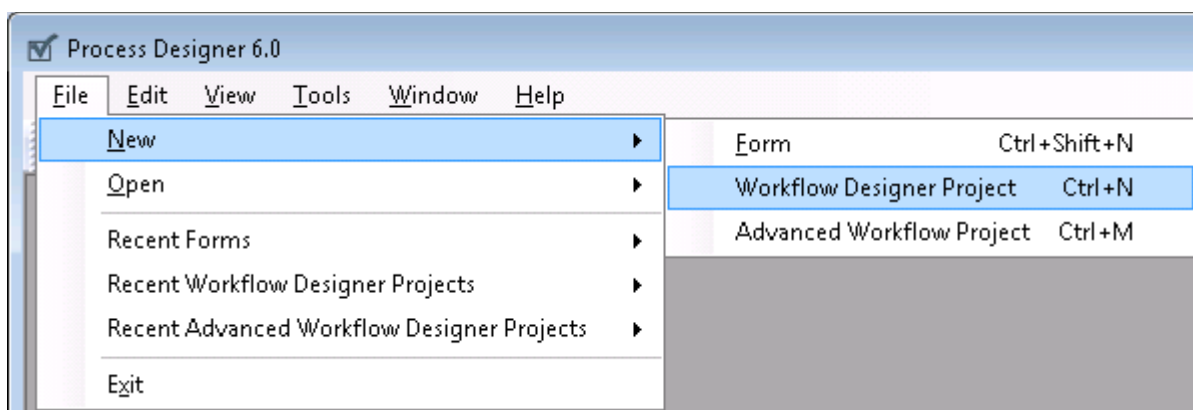 Process Designer 6.0
File Edit View Tools Window Help
New
Form Ctrl+Shift+N
Open
Workflow Designer Project Ctrl+N
Recent Forms
Advanced Workflow Project Ctrl+M
Recent Workflow Designer Projects
Recent Advanced Workflow Designer Projects
Exit